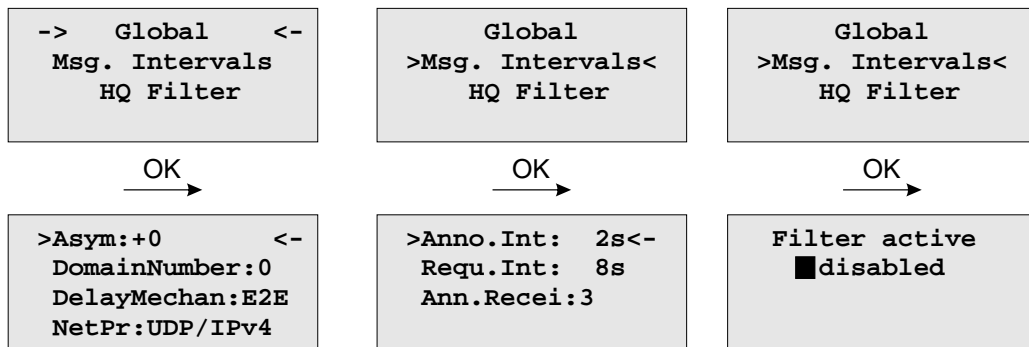 -> Global <-
Msg. Intervals
HQ Filter
OK
>Asym:+0 <-
DomainNumber:0
DelayMechan:E2E
NetPr:UDP/IPv4
Global
>Msg. Intervals<
HQ Filter
OK
>Anno.Int: 2s<-
Requ.Int: 8s
Ann.Recei:3
Global
>Msg. Intervals<
HQ Filter
OK
Filter active
disabled